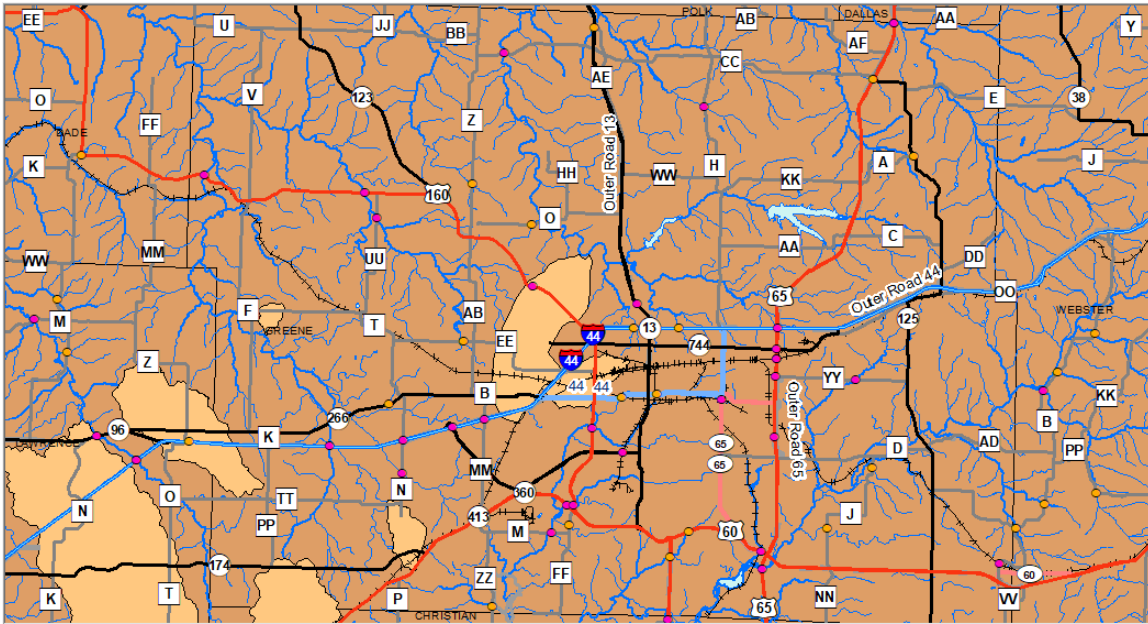 EE
U
JJ
BB
POLK
AB
DALLAS
AA
Y
AF
CC
AE
V
O
123
Z
E
38
FF
Outer Road 13
DADE
K
HH
WW
H
A
J
KK
160
O
C
MM
UU
AA
DD
WW
Outer Road 44
65
OO
F
AB
125
WEBSTER
M
GREENE
T
EE
44
13
744
Z
44
44
44
YY
B
KK
B
266
Outer Road 65
96
K
LAWRENCE
65
D
AD
PP
65
MM
N
O
TT
N
360
N
PP
413
M
60
J
174
ZZ
FF
60
K
T
P
CHRISTIAN
65
NN
VV